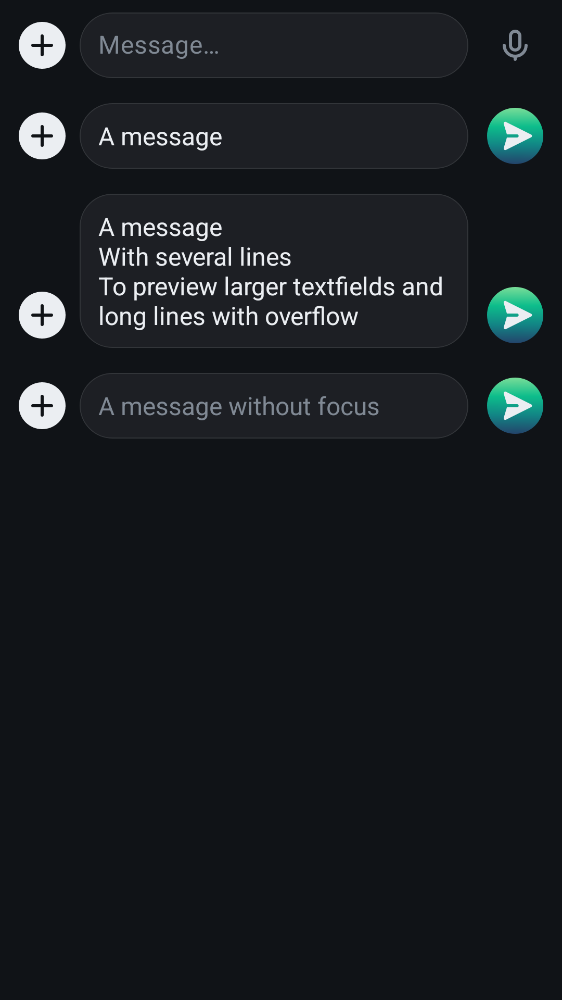 Message…
A message
A message
With several lines
To preview larger textfields and
long lines with overflow
A message without focus